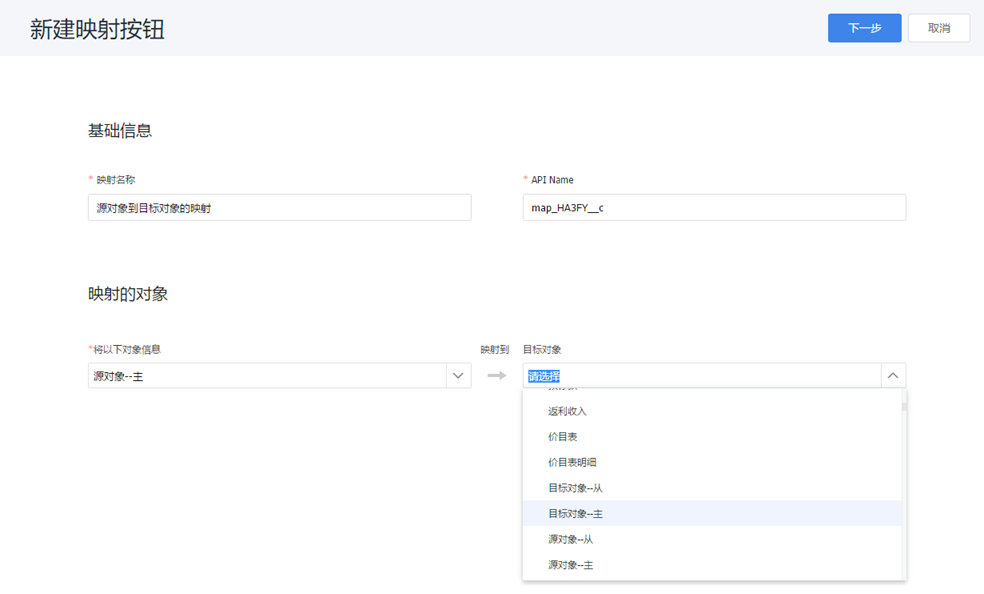 新建映射按钮
下一步
取消
基础信息
* 映射名称
* API Name
源对象到目标对象的映射
map_HA3FY__c
映射的对象
*将以下对象信息
映射到
目标对象
源对象--主
请选择
返利收入
价目表
价目表明细
目标对象--从
目标对象--主
源对象--从
源对象--主